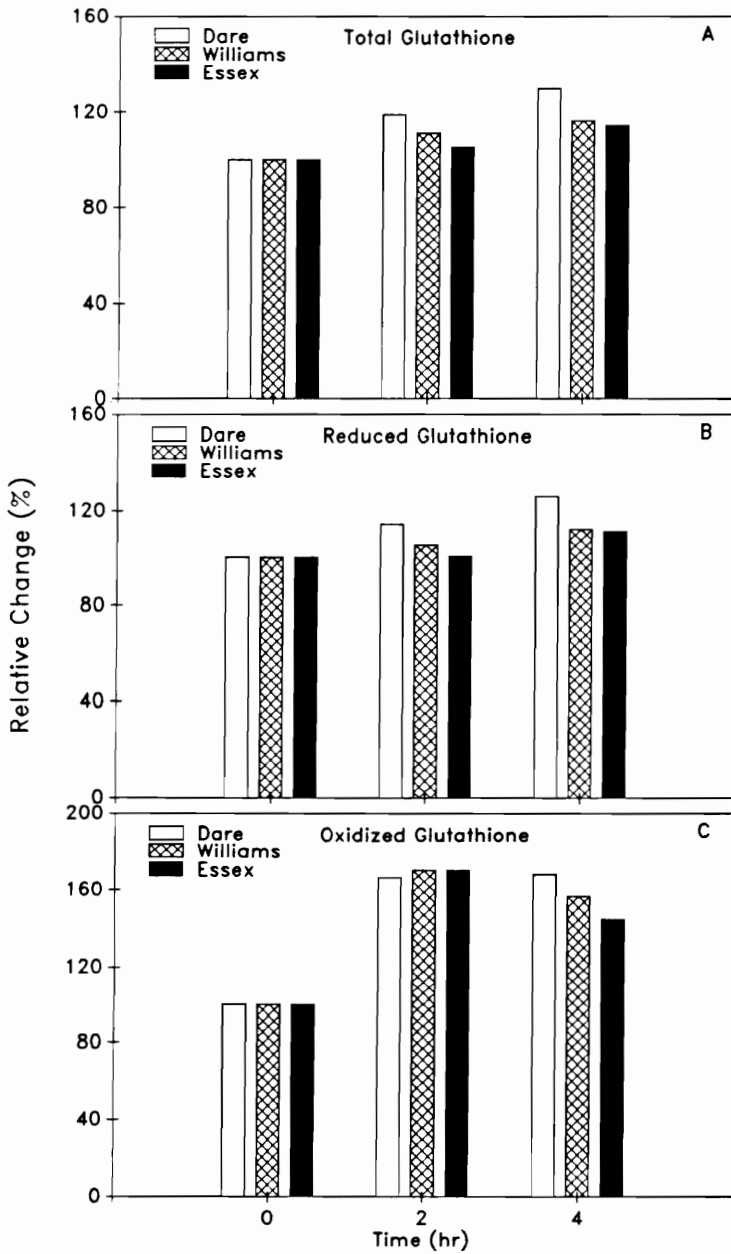 160
Dare
Williams
Essex
Total Glutathione
A
120
80
40
0
160
Dare
Williams
Essex
Reduced Glutathione
B
120
80
40
0
200
Dare
Williams
Essex
Oxidized Glutathione
C
160
120
80
40
0
0
2
4
Time (hr)
Relative Change (%)